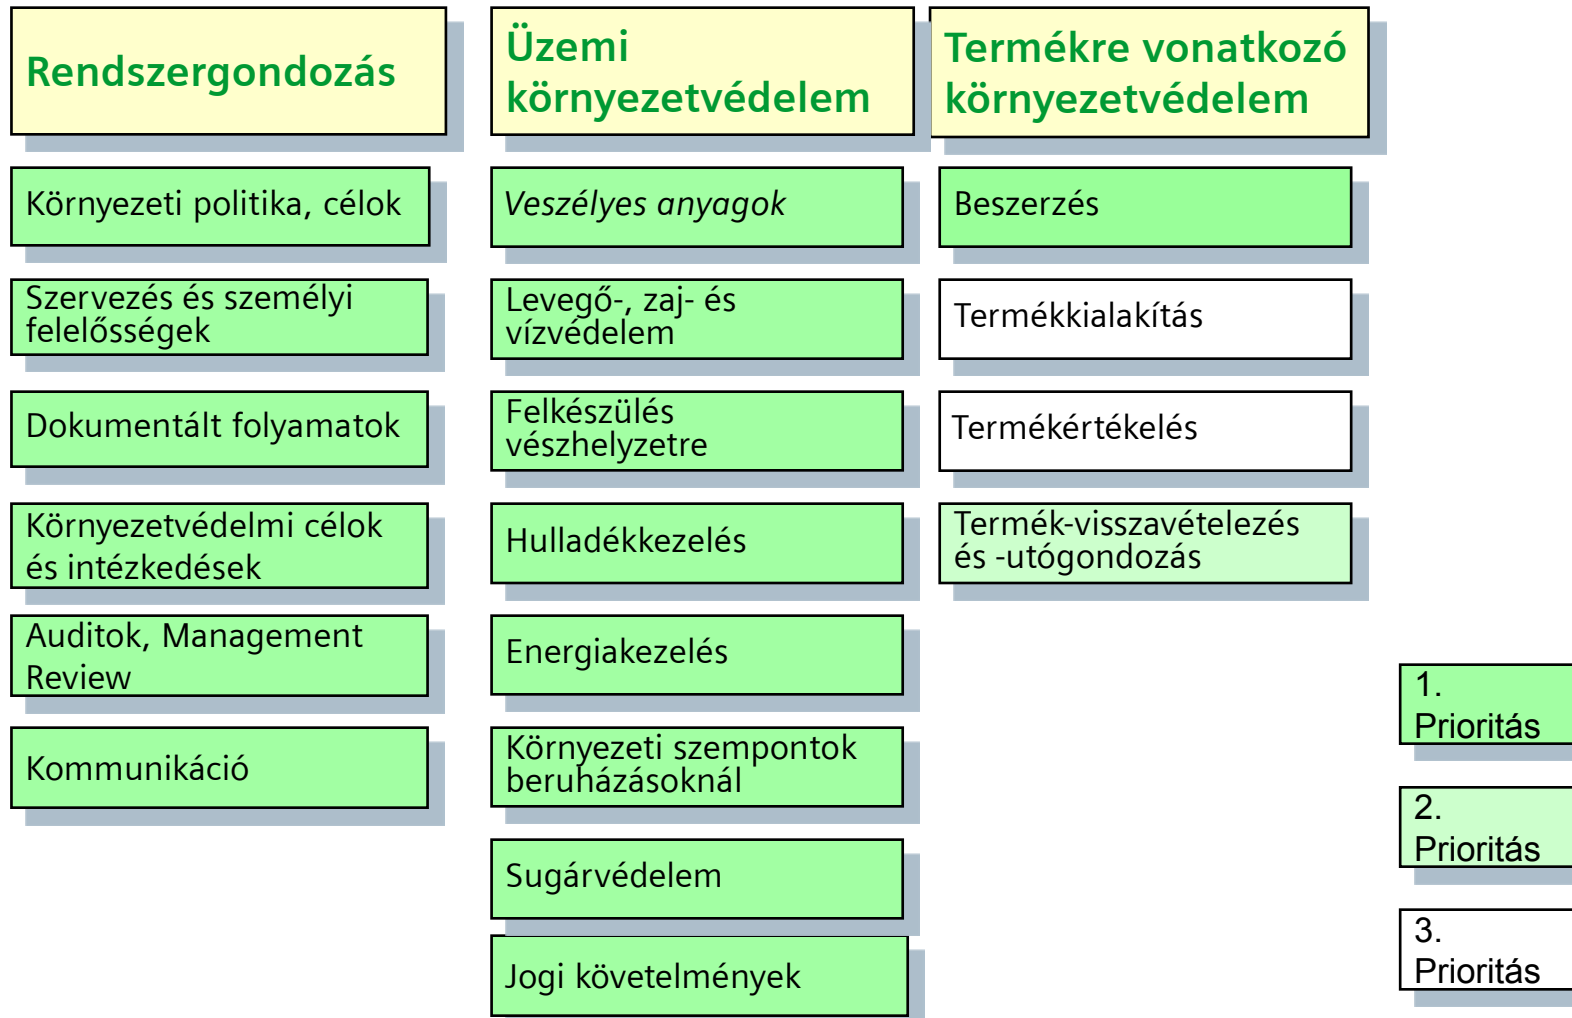 Rendszergondozás
Környezeti politika, célok
Szervezés és személyi
felelősségek
Dokumentált folyamatok
Környezetvédelmi célok
és intézkedések
Auditok, Management
Review
Kommunikáció
Üzemi
környezetvédelem
Veszélyes anyagok
Levegő-, zaj- és
vízvédelem
Felkészülés
vészhelyzetre
Hulladékkezelés
Energiakezelés
Környezeti szempontok
beruházásoknál
Sugárvédelem
Jogi követelmények
Termékre vonatkozó
környezetvédelem
Beszerzés
Termékkialakítás
Termékértékelés
Termék-visszavételezés
és -utógondozás
1.
Prioritás
2.
Prioritás
3.
Prioritás